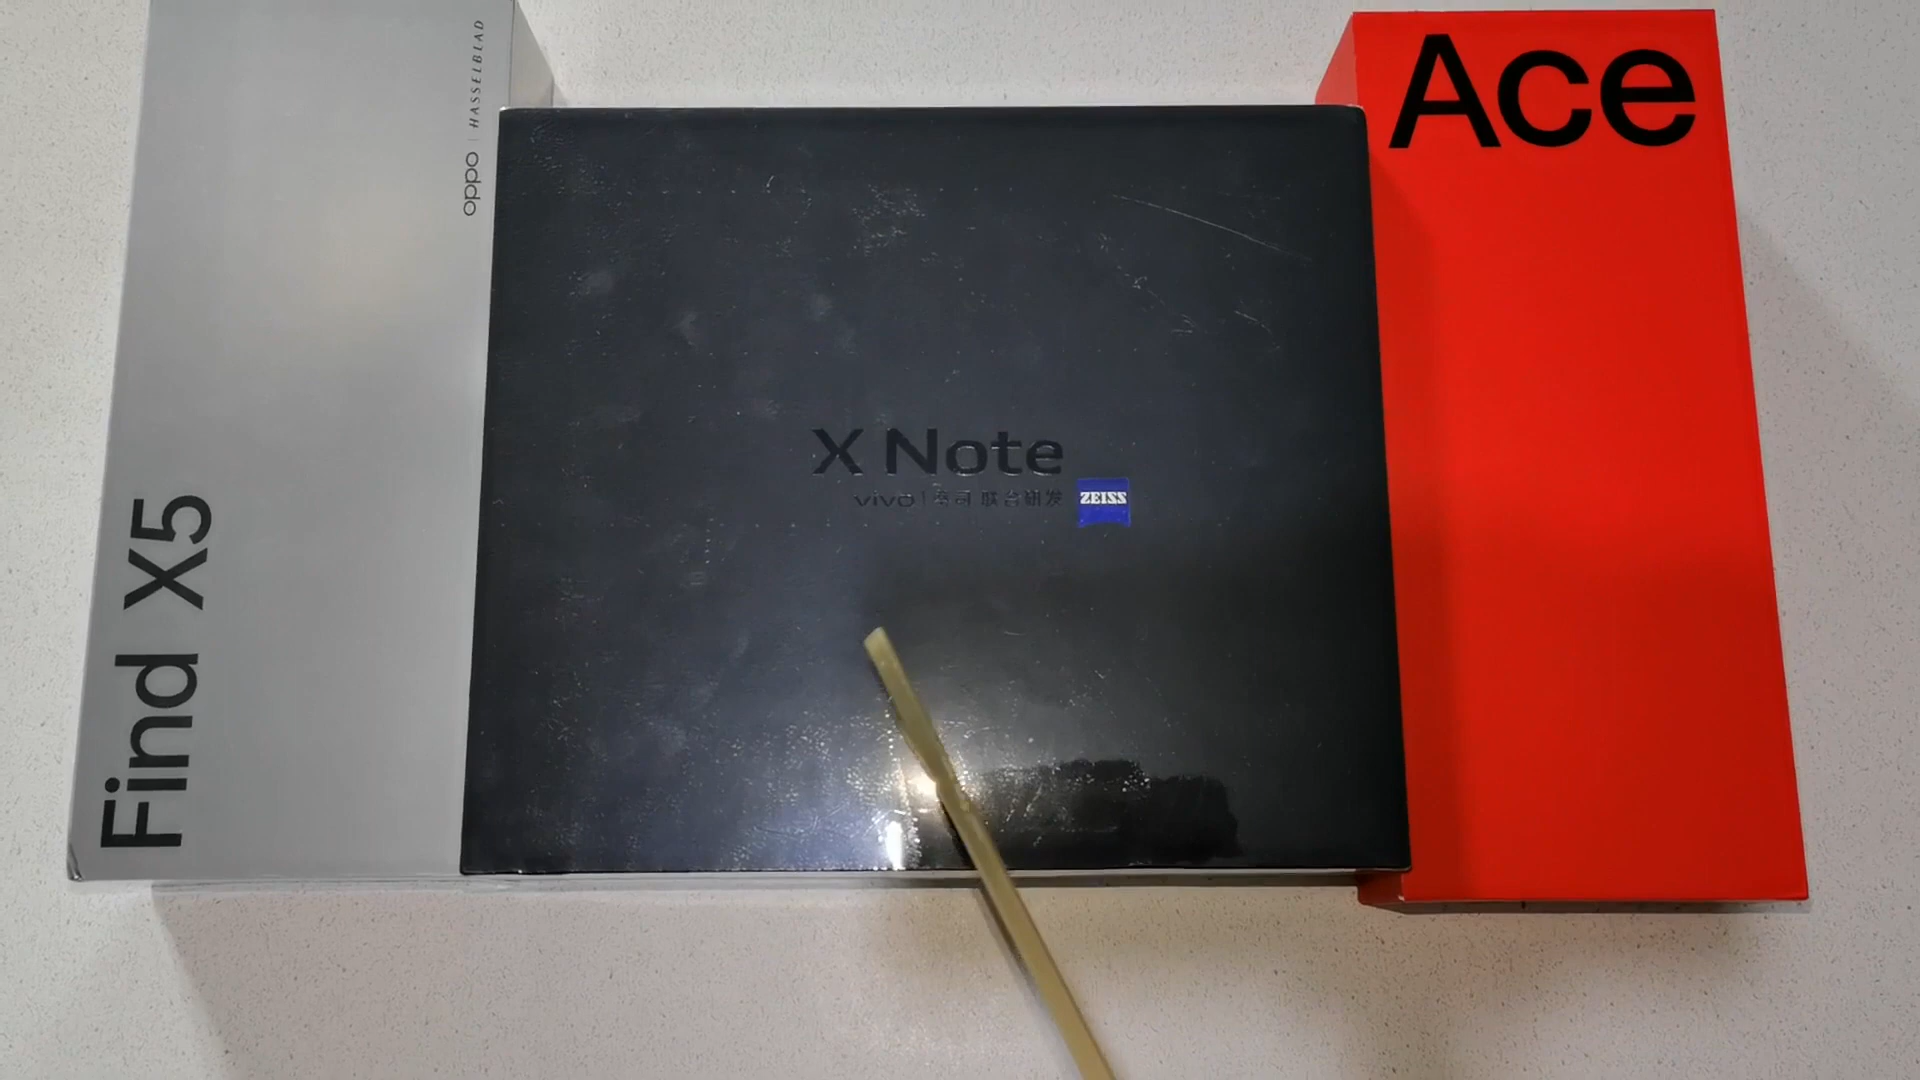 oppo | HASSELBLAD
Find X5
X Note
vivo | 蔡司 联合研发
ZEISS
Ace